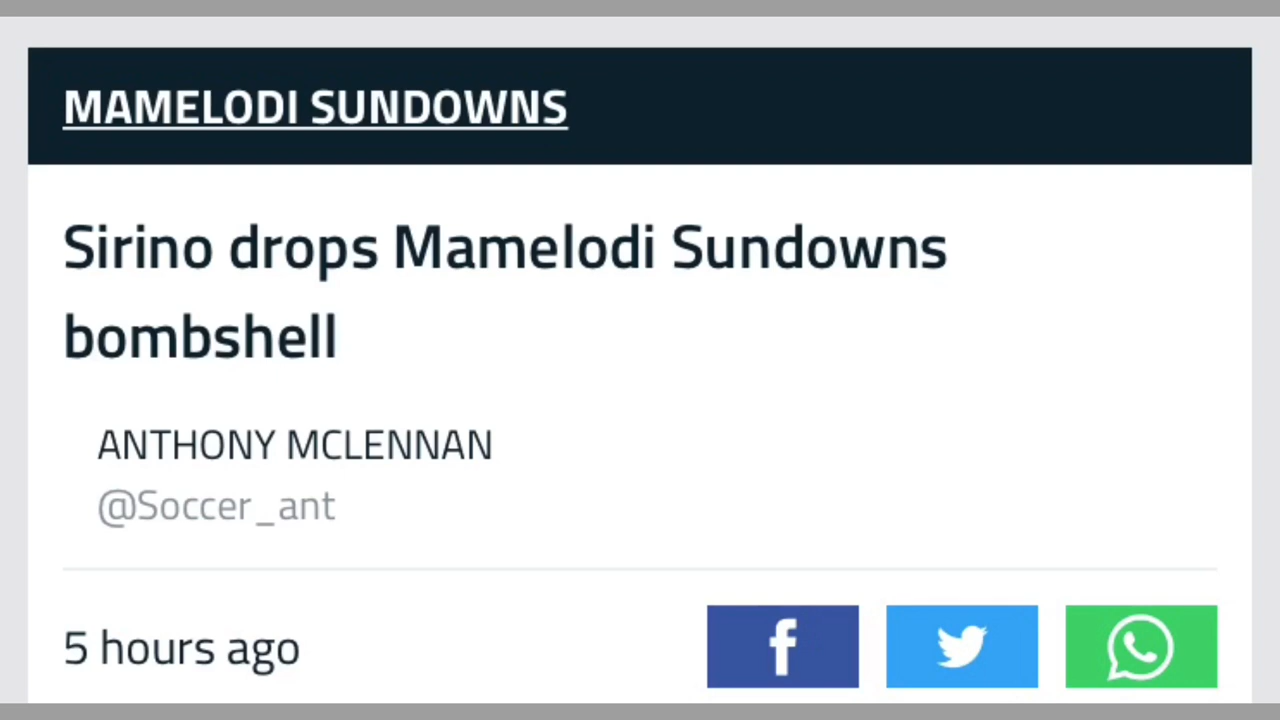 MAMELODI SUNDOWNS
Sirino drops Mamelodi Sundowns
bombshell
ANTHONY MCLENNAN
@Soccer_ant
5 hours ago